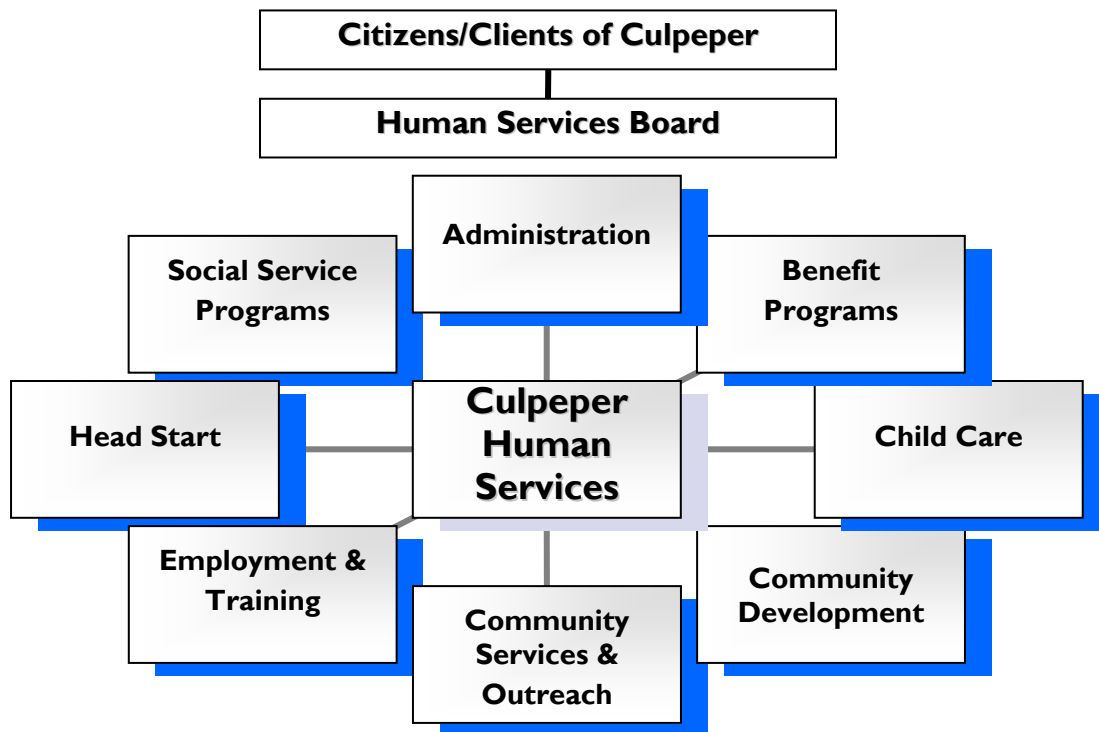 Citizens/Clients of Culpeper
Human Services Board
Administration
Social Service
Programs
Benefit
Programs
Head Start
Culpeper
Human
Services
Child Care
Employment &
Training
Community
Services &
Outreach
Community
Development